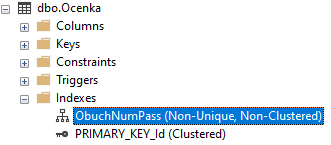 dbo.Ocenka
Columns
Keys
Constraints
Triggers
Indexes
ObuchNumPass (Non-Unique, Non-Clustered)
PRIMARY_KEY_Id (Clustered)